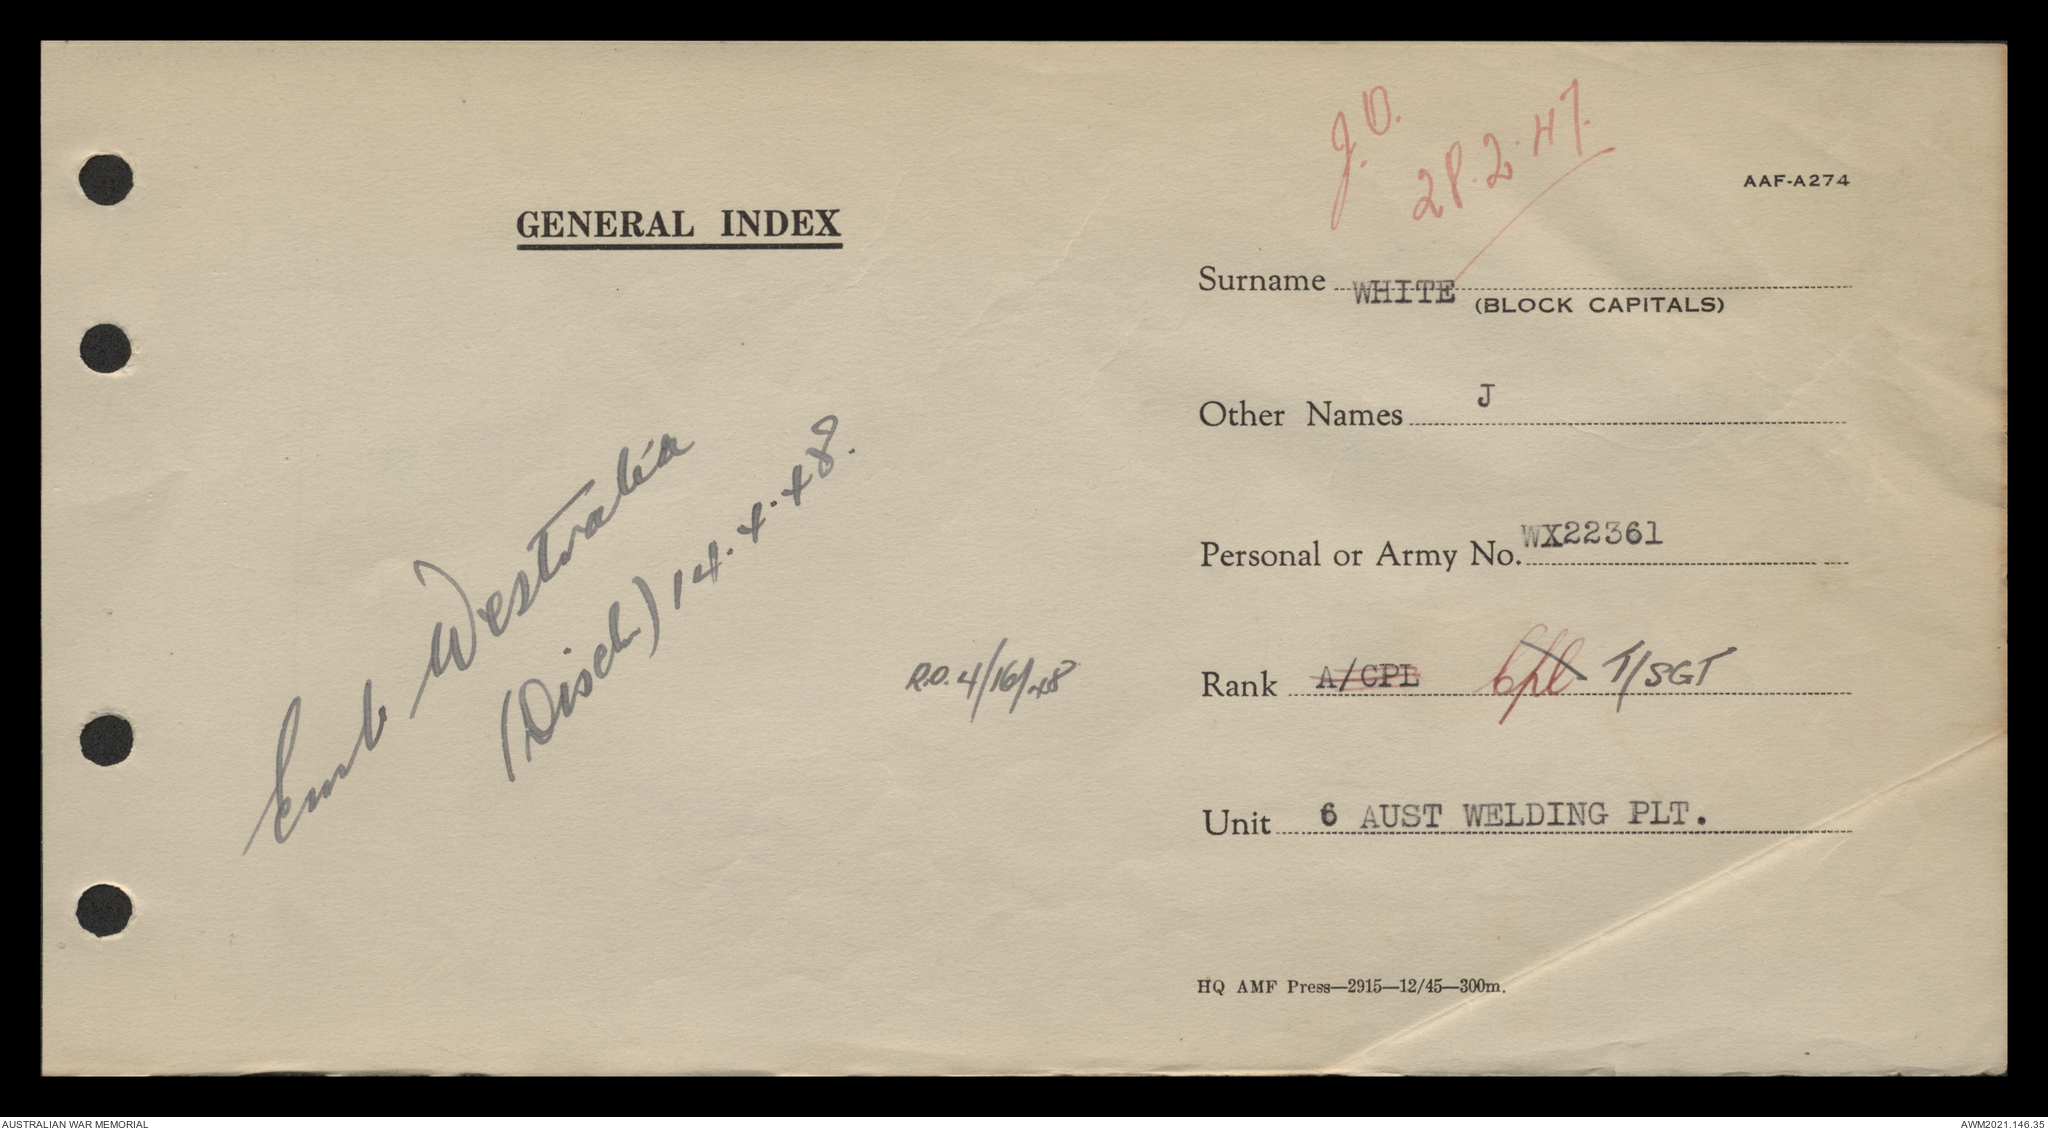 J.D.
28.2.47.
AAF-A274
GENERAL INDEX
Surname WHITE
(BLOCK CAPITALS)
Other Names J
Personal or Army No. WX22361
Emb Westralia
(Disch) 14.4.48.
R.O. 4/16/48
Rank A/CPL Cpl T/SGT
Unit 6 AUST WELDING PLT.
HQ AMF Press—2915—12/45—300m.
AUSTRALIAN WAR MEMORIAL
AWM2021.146.35